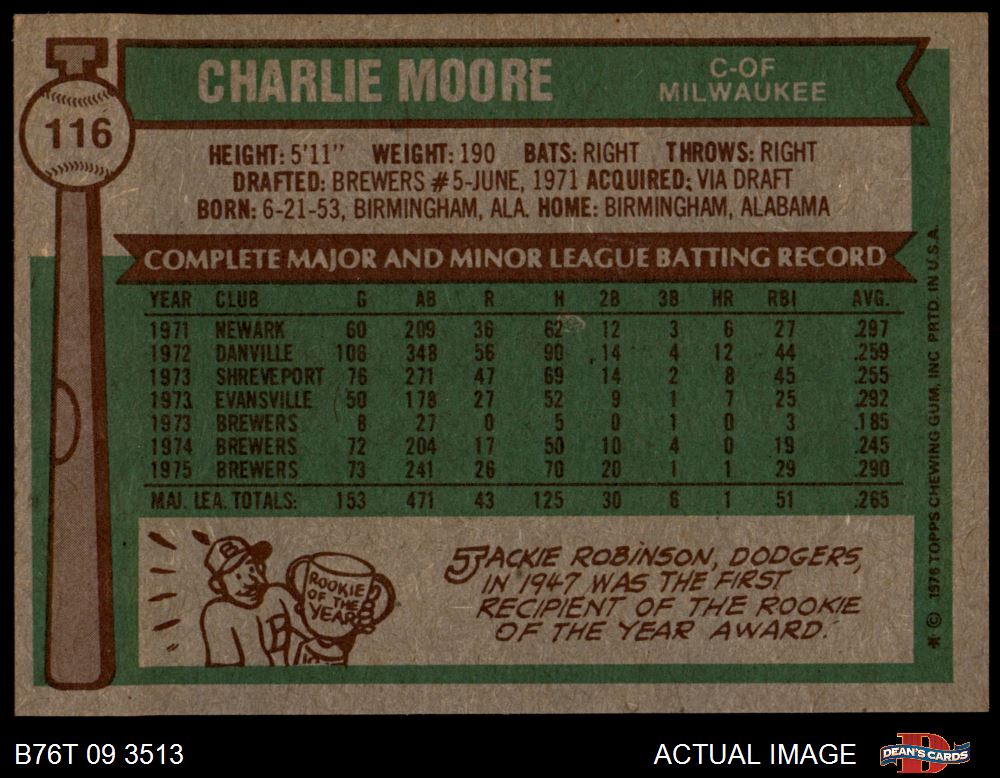 CHARLIE MOORE
C-OF
MILWAUKEE
116
HEIGHT: 5'11" WEIGHT: 190 BATS: RIGHT THROWS: RIGHT
DRAFTED: BREWERS #5-JUNE, 1971 ACQUIRED: VIA DRAFT
BORN: 6-21-53, BIRMINGHAM, ALA. HOME: BIRMINGHAM, ALABAMA
COMPLETE MAJOR AND MINOR LEAGUE BATTING RECORD
YEAR CLUB G AB R H 2B 3B HR RBI AVG.
1971 NEWARK 60 209 36 62 12 3 6 27 .297
1972 DANVILLE 106 348 56 90 14 4 12 44 .259
1973 SHREVEPORT 76 271 47 69 14 2 8 45 .255
1973 EVANSVILLE 50 178 27 52 9 1 7 25 .292
1973 BREWERS 8 27 0 5 0 1 0 3 .185
1974 BREWERS 72 204 17 50 10 4 0 19 .245
1975 BREWERS 73 241 26 70 20 1 1 29 .290
MAJ. LEA. TOTALS: 153 471 43 125 30 6 1 51 .265
B
ROOKIE
OF THE
YEAR
JACKIE ROBINSON, DODGERS,
IN 1947 WAS THE FIRST
RECIPIENT OF THE ROOKIE
OF THE YEAR AWARD.
* © 1976 TOPPS CHEWING GUM, INC. PRTD. IN U.S.A.
B76T 09 3513
ACTUAL IMAGE
DEAN'S CARDS